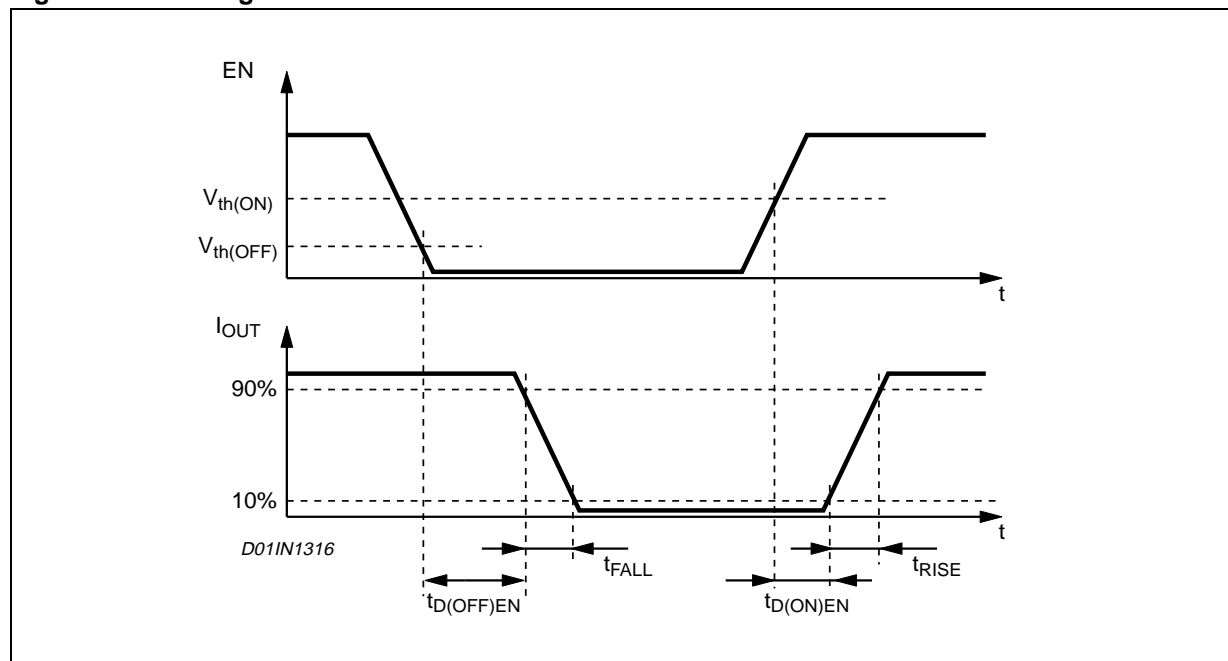 EN
Vth(ON)
Vth(OFF)
t
IOUT
90%
10%
t
D01IN1316
tFALL
tRISE
tD(OFF)EN
tD(ON)EN